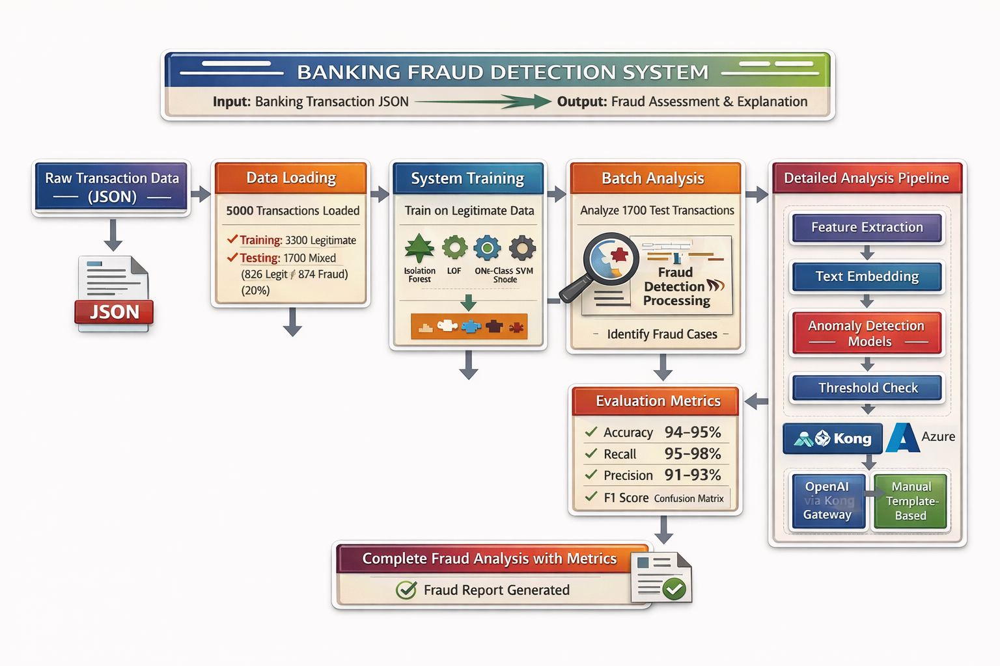 BANKING FRAUD DETECTION SYSTEM
Input: Banking Transaction JSON
Output: Fraud Assessment & Explanation
Raw Transaction Data
(JSON)
JSON
Data Loading
5000 Transactions Loaded
Training: 3300 Legitimate
Testing: 1700 Mixed
(826 Legit 874 Fraud)
(20%)
System Training
Train on Legitimate Data
Isolation
Forest
LOF
ONe-Class SVM
Shocle
Batch Analysis
Analyze 1700 Test Transactions
Fraud
Detection
Processing
- Identify Fraud Cases -
Detailed Analysis Pipeline
Feature Extraction
Text Embedding
Anomaly Detection
Models
Threshold Check
Kong
Azure
OpenAI
via Kong
Gateway
Manual
Template-
Based
Evaluation Metrics
Accuracy 94-95%
Recall 95-98%
Precision 91-93%
F1 Score Confusion Matrix
Complete Fraud Analysis with Metrics
Fraud Report Generated